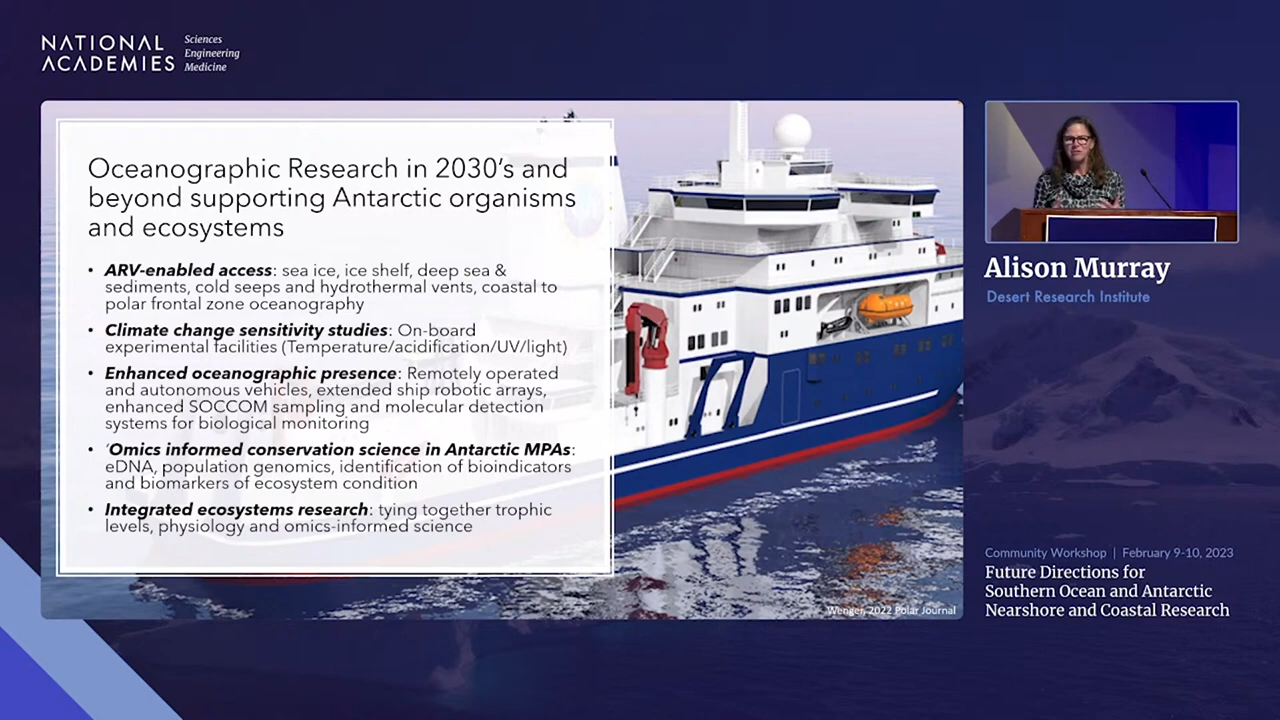 NATIONAL
ACADEMIES
Sciences
Engineering
Medicine
Oceanographic Research in 2030's and
beyond supporting Antarctic organisms
and ecosystems
• ARV-enabled access: sea ice, ice shelf, deep sea &
sediments, cold seeps and hydrothermal vents, coastal to
polar frontal zone oceanography
• Climate change sensitivity studies: On-board
experimental facilities (Temperature/acidification/UV/light)
• Enhanced oceanographic presence: Remotely operated
and autonomous vehicles, extended ship robotic arrays,
enhanced SOCCOM sampling and molecular detection
systems for biological monitoring
• 'Omics informed conservation science in Antarctic MPAs:
eDNA, population genomics, identification of bioindicators
and biomarkers of ecosystem condition
• Integrated ecosystems research: tying together trophic
levels, physiology and omics-informed science
Wenger, 2022 Polar Journal
Alison Murray
Desert Research Institute
Community Workshop | February 9-10, 2023
Future Directions for
Southern Ocean and Antarctic
Nearshore and Coastal Research